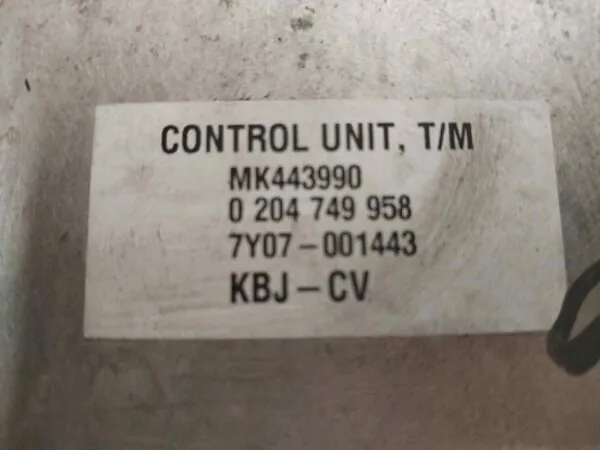 CONTROL UNIT, T/M
MK443990
0 204 749 958
7Y07-001443
KBJ-CV